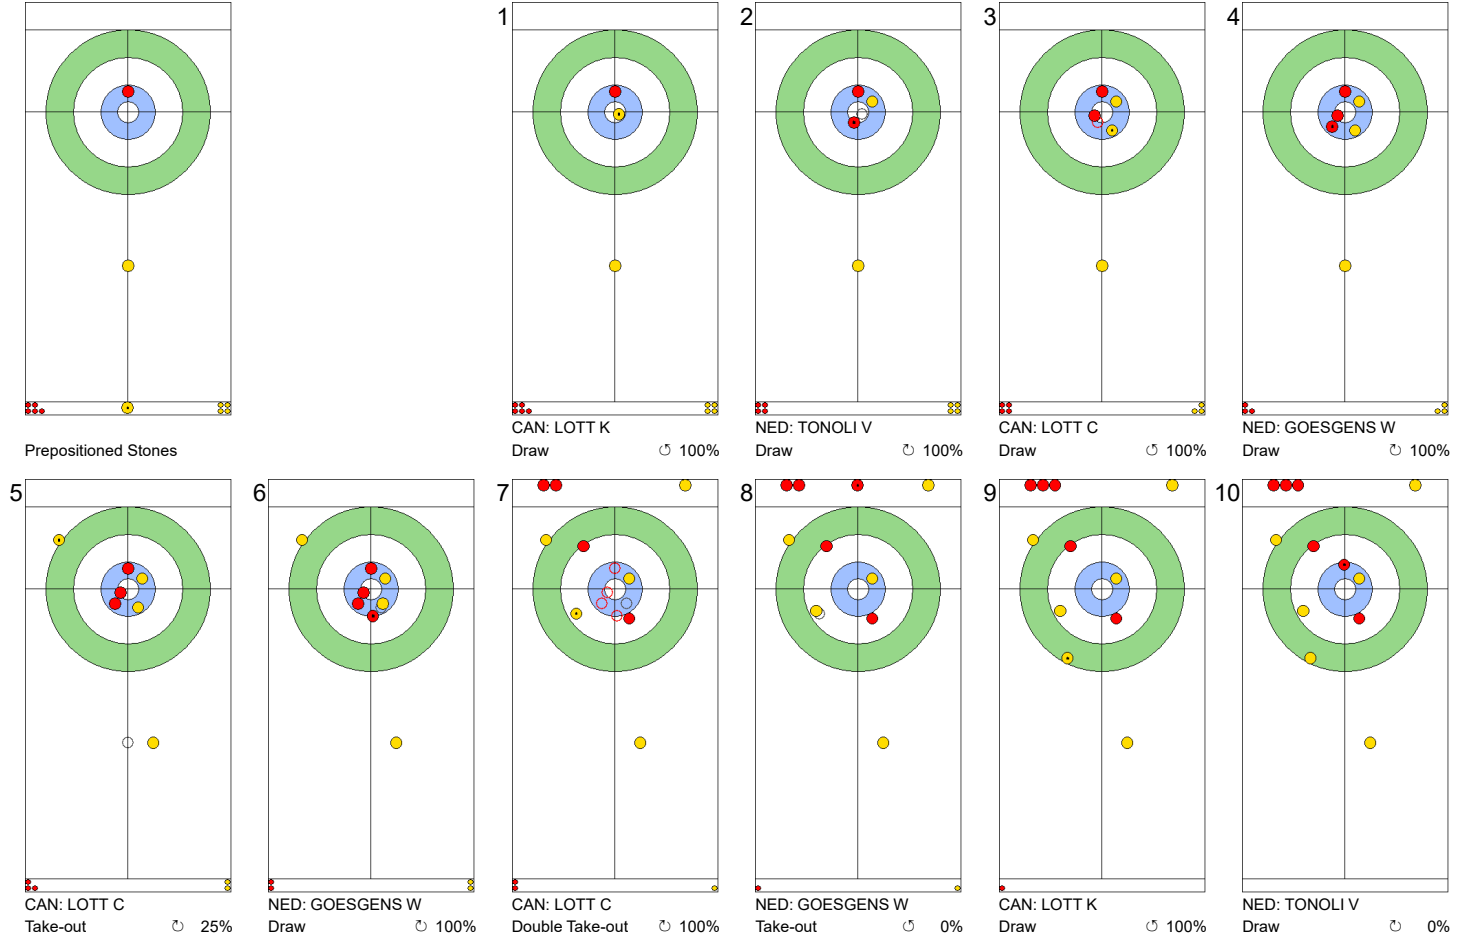 Prepositioned Stones
1
CAN: LOTT K
Draw 100%
2
NED: TONOLI V
Draw 100%
3
CAN: LOTT C
Draw 100%
4
NED: GOESGENS W
Draw 100%
5
CAN: LOTT C
Take-out 25%
6
NED: GOESGENS W
Draw 100%
7
CAN: LOTT C
Double Take-out 100%
8
NED: GOESGENS W
Take-out 0%
9
CAN: LOTT K
Draw 100%
10
NED: TONOLI V
Draw 0%